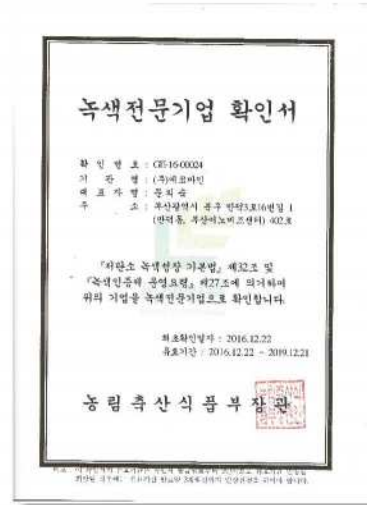 녹색전문기업 확인서
확 인 번 호 : GE-16-00024
기 관 명 : (주)에코마인
대 표 자 명 :
주 소 : 부산광역시 북구 만덕3로16번길 1
(만덕동, 부산이노비즈센터) 402호
「저탄소 녹색성장 기본법」 제32조 및
「녹색인증제 운영요령」 제27조에 의거하여
위의 기업을 녹색전문기업으로 확인합니다.
최초확인일자 : 2016.12.22
유효기간 : 2016.12.22 ~ 2019.12.21
농림축산식품부장관